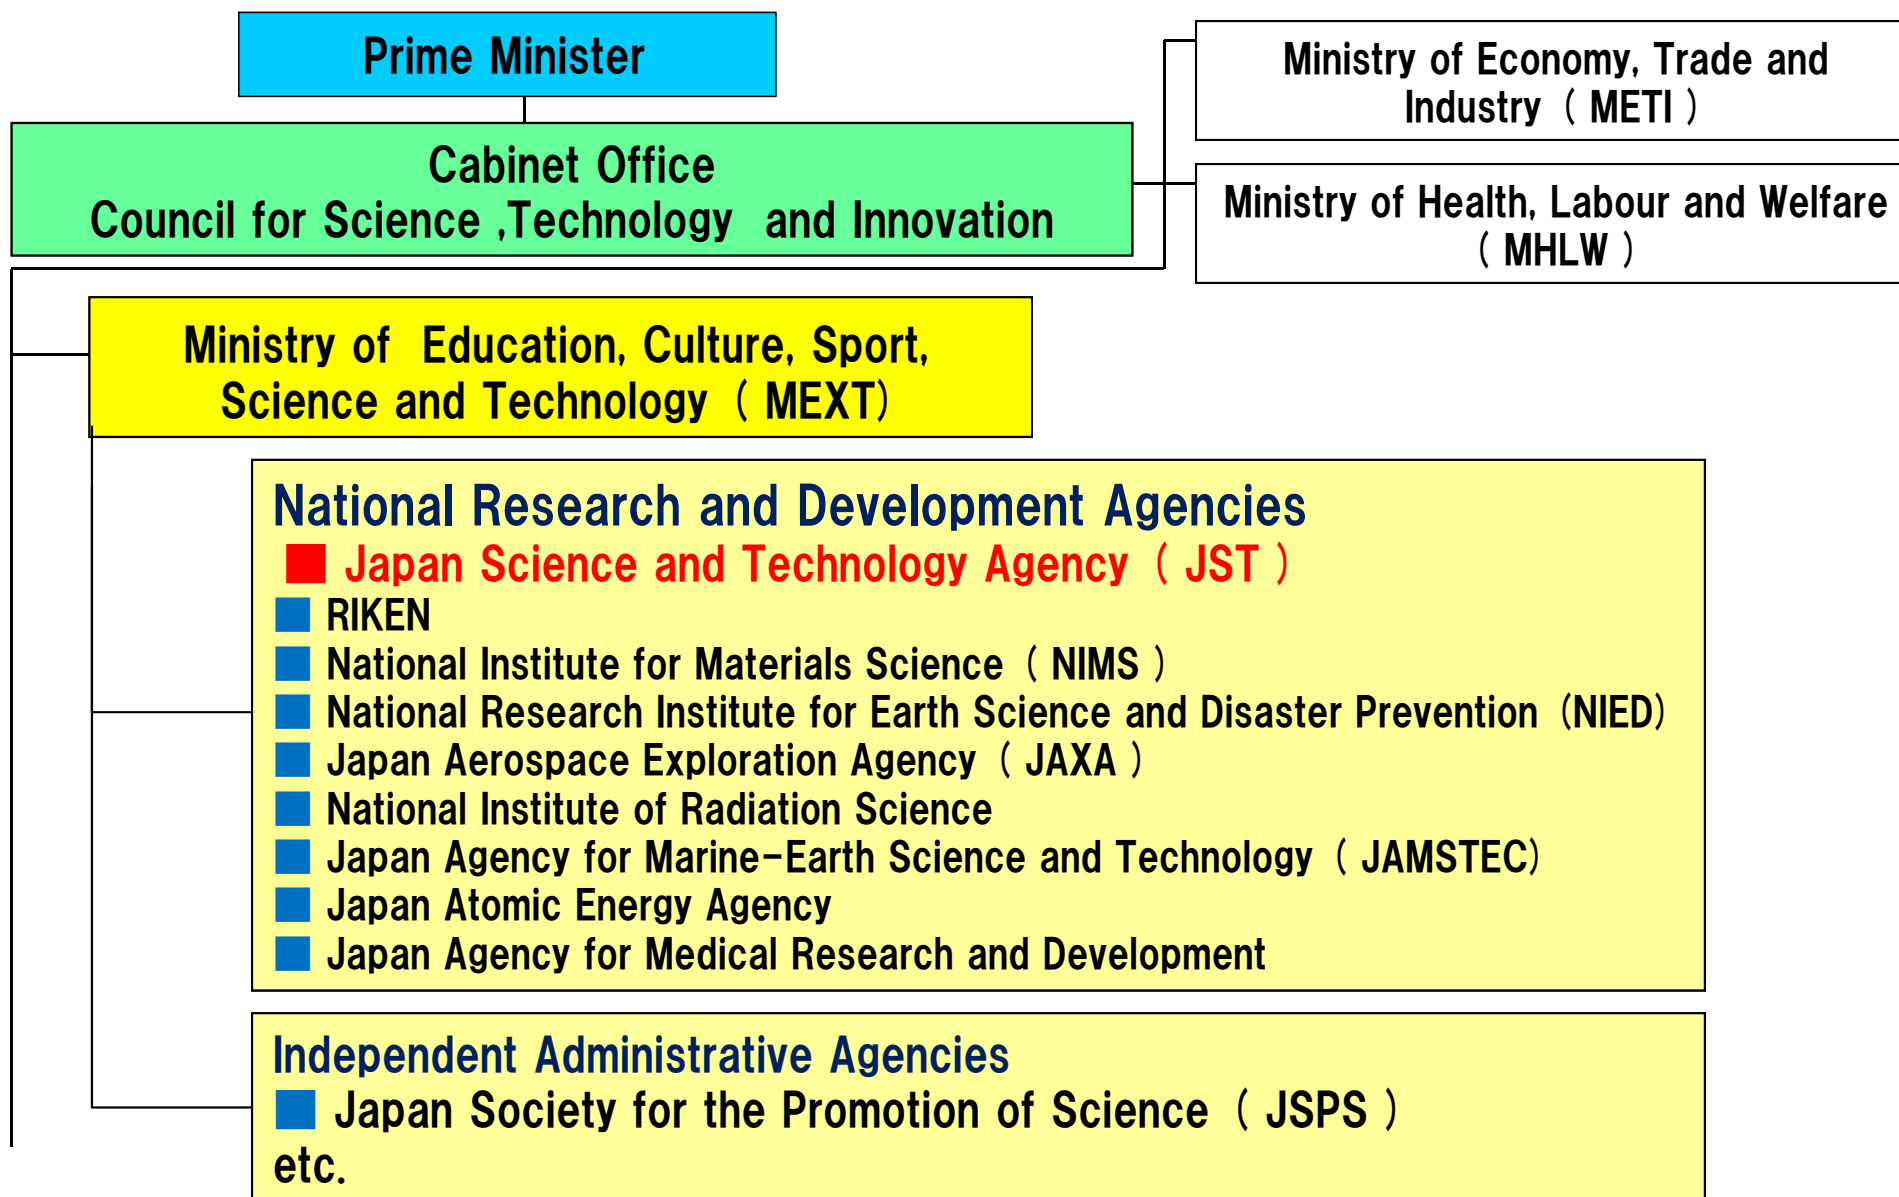 Prime Minister
Cabinet Office
Council for Science ,Technology and Innovation
Ministry of Economy, Trade and
Industry ( METI )
Ministry of Health, Labour and Welfare
( MHLW )
Ministry of Education, Culture, Sport,
Science and Technology ( MEXT)
National Research and Development Agencies
■ Japan Science and Technology Agency ( JST )
■ RIKEN
■ National Institute for Materials Science ( NIMS )
■ National Research Institute for Earth Science and Disaster Prevention (NIED)
■ Japan Aerospace Exploration Agency ( JAXA )
■ National Institute of Radiation Science
■ Japan Agency for Marine-Earth Science and Technology ( JAMSTEC)
■ Japan Atomic Energy Agency
■ Japan Agency for Medical Research and Development
Independent Administrative Agencies
■ Japan Society for the Promotion of Science ( JSPS )
etc.